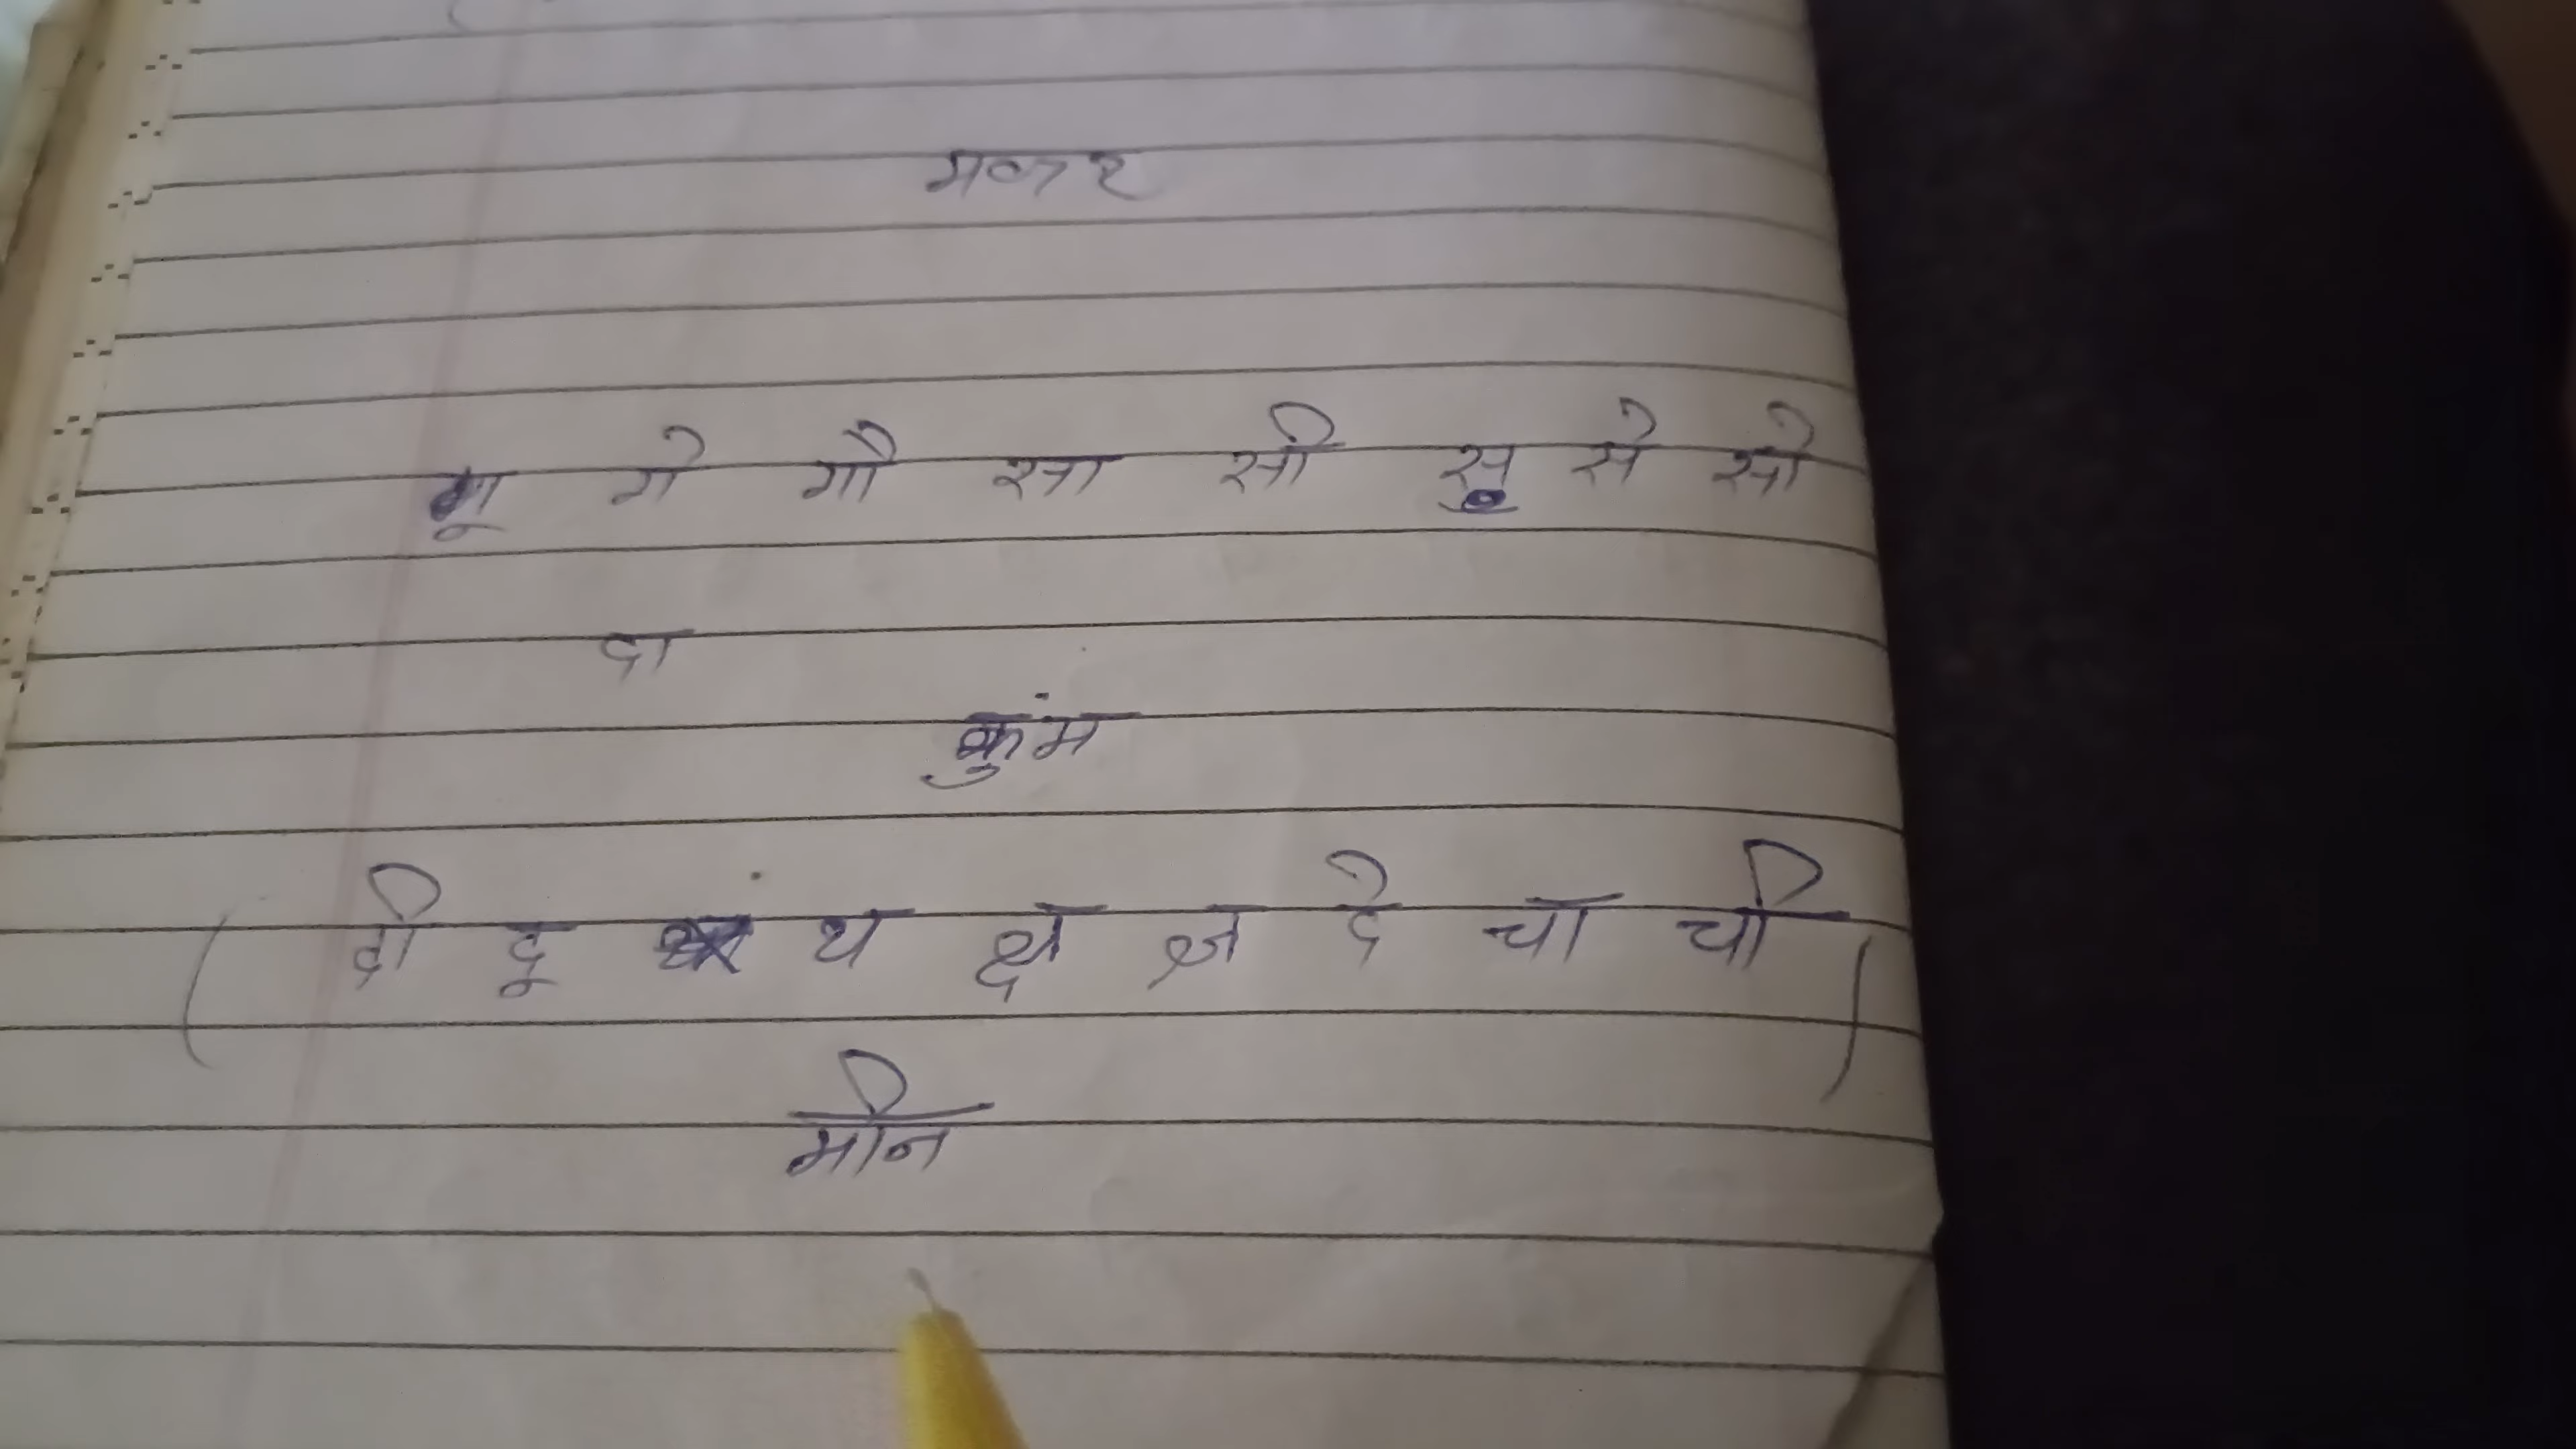 मकर
गू गे गौ सा सी सु से सो
दा
कुंभ
( दी दू थ क्षे ञ दे चा ची )
मीन